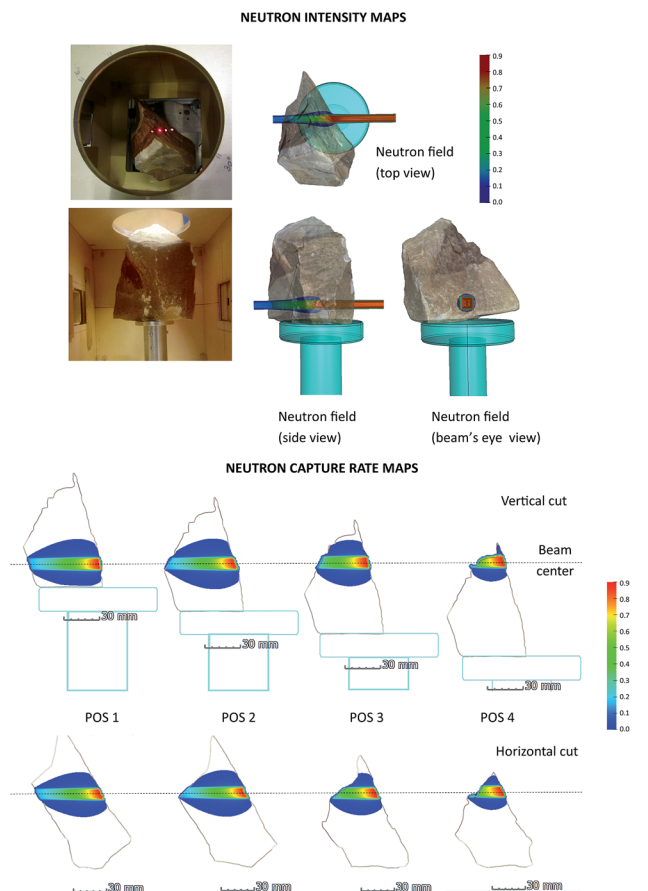 NEUTRON INTENSITY MAPS
0.9
0.8
0.7
0.6
0.5
0.4
0.3
0.2
0.1
0.0
Neutron field
(top view)
Neutron field
(side view)
Neutron field
(beam's eye view)
NEUTRON CAPTURE RATE MAPS
Vertical cut
Beam
center
0.9
0.8
0.7
0.6
0.5
0.4
0.3
0.2
0.1
0.0
30 mm
30 mm
30 mm
30 mm
POS 1
POS 2
POS 3
POS 4
Horizontal cut
30 mm
30 mm
30 mm
30 mm